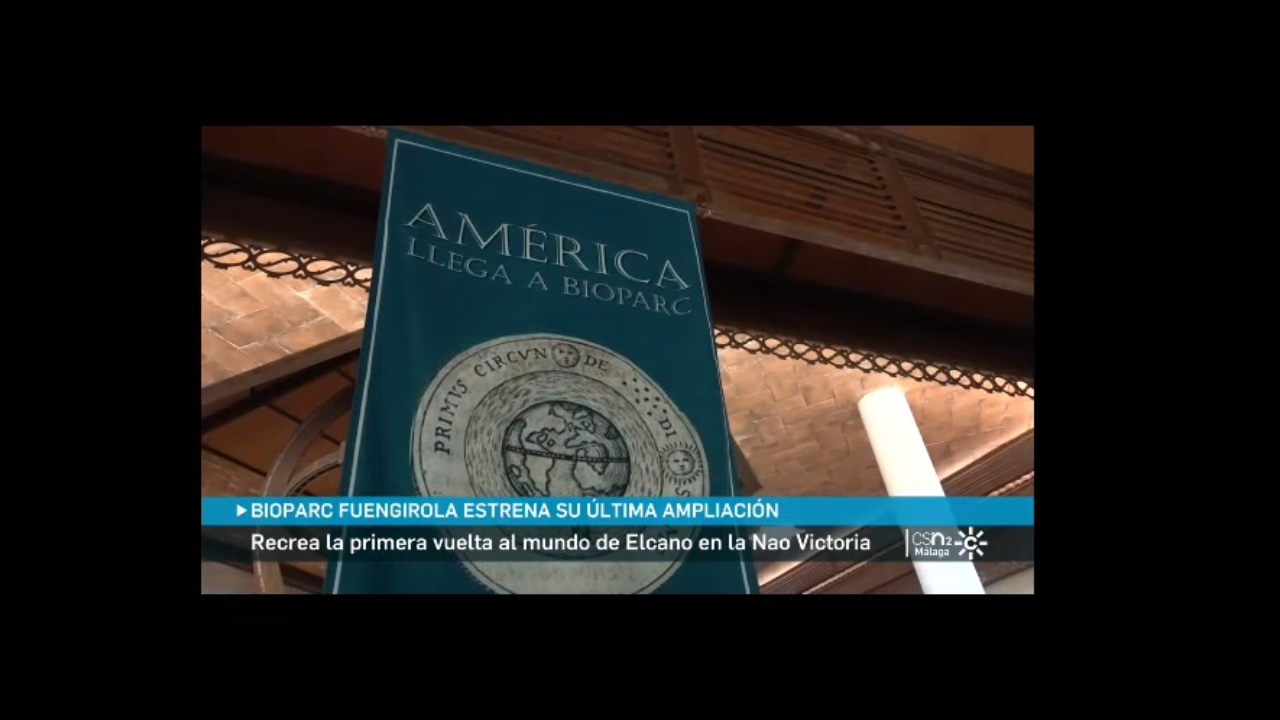 AMÉRICA
LLEGA A BIOPARC
PRIMVS CIRCVN DE DI S
BIOPARC FUENGIROLA ESTRENA SU ÚLTIMA AMPLIACIÓN
Recrea la primera vuelta al mundo de Elcano en la Nao Victoria
CSn2
Málaga